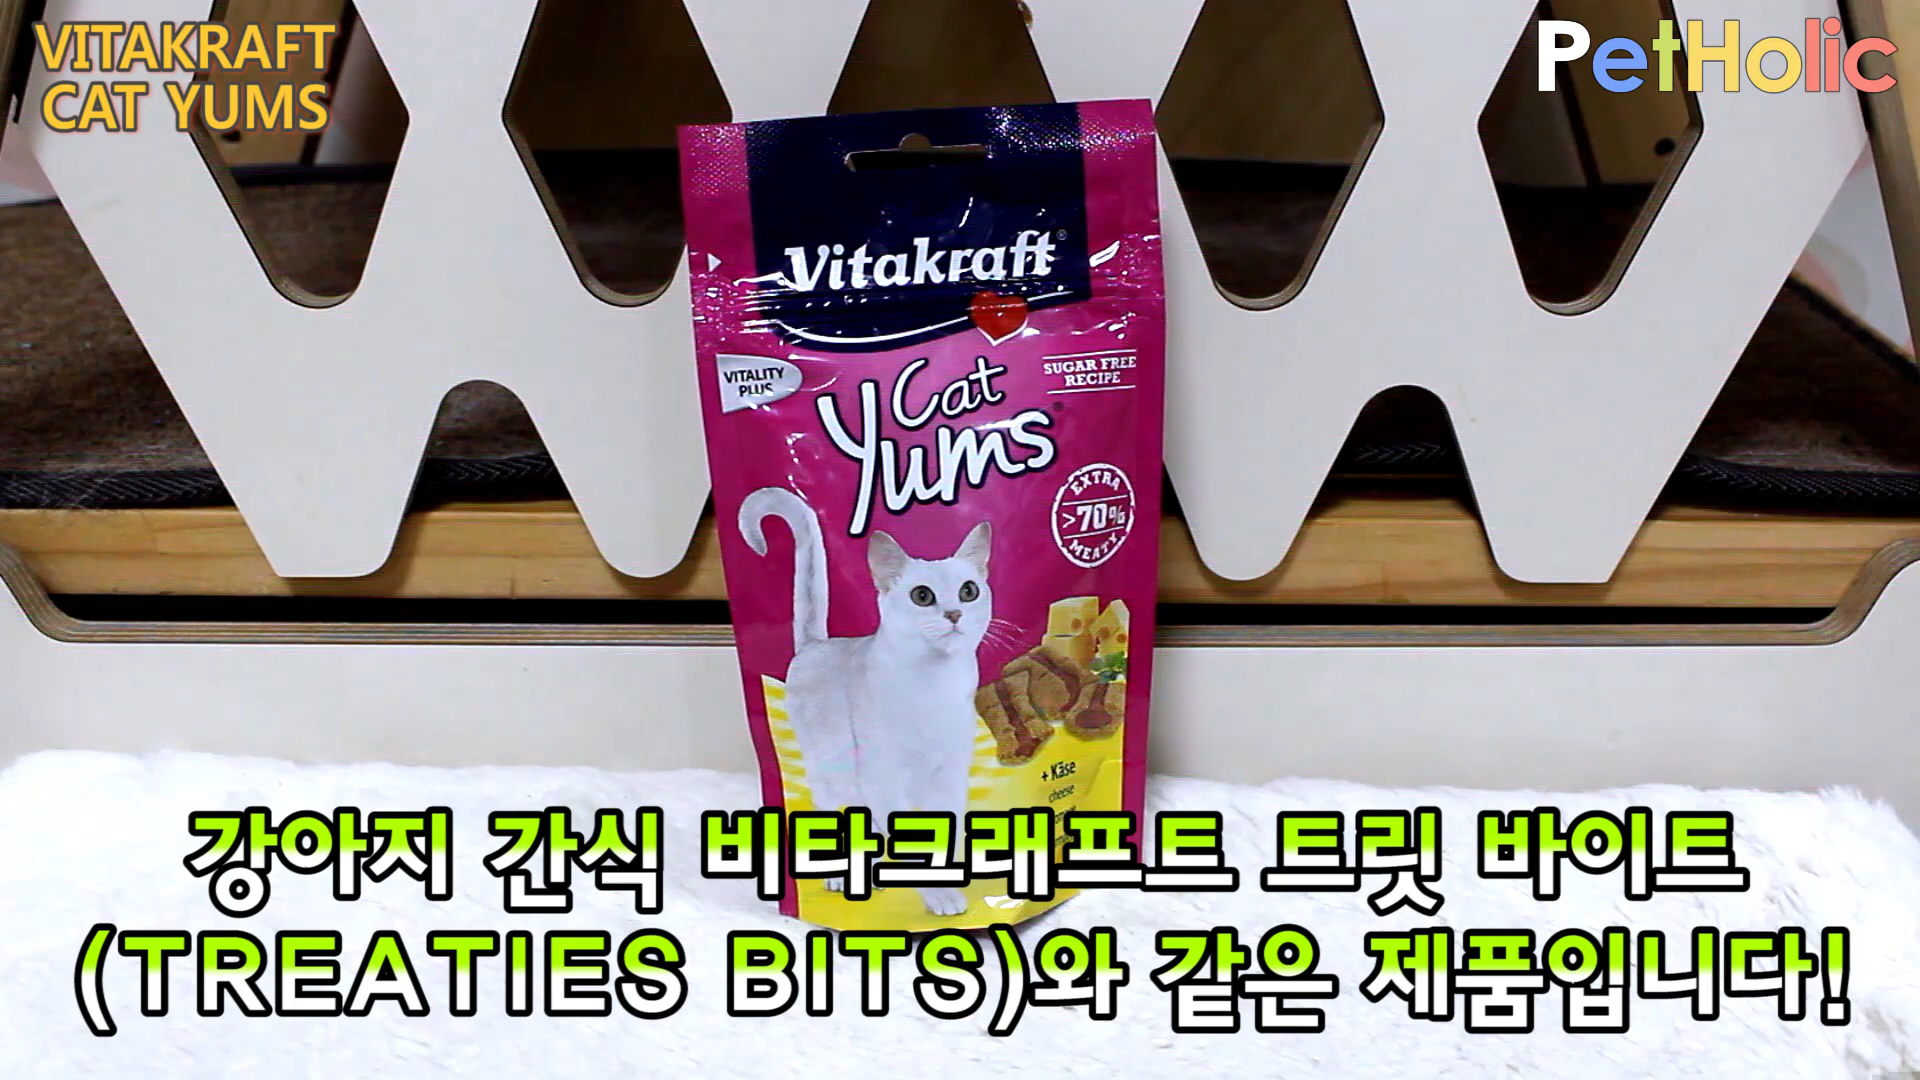 VITAKRAFT
CAT YUMS
PetHolic
Vitakraft®
VITALITY
PLUS
SUGAR FREE
RECIPE
Cat
Yums®
EXTRA
>70%
MEATY
+ Käse
cheese
강아지 간식 비타크래프트 트릿 바이트
(TREATIES BITS)와 같은 제품입니다!